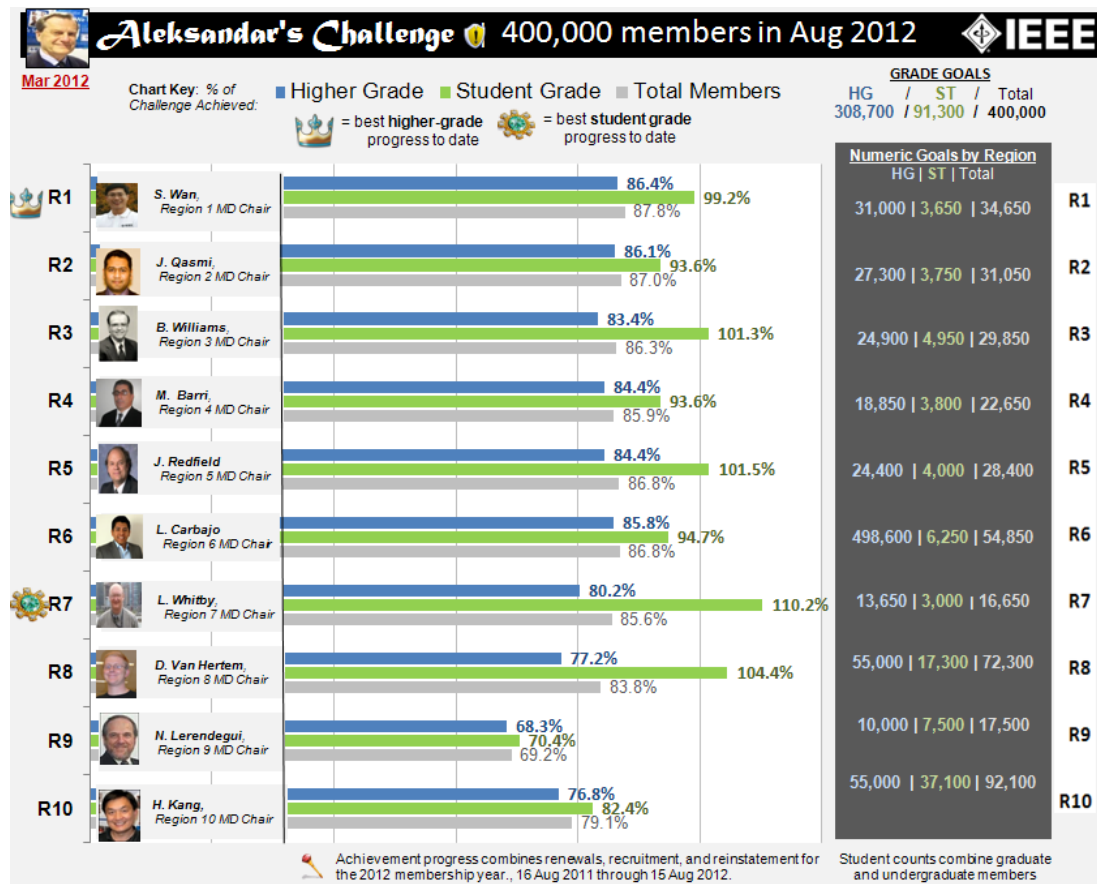 Aleksandar's Challenge 400,000 members in Aug 2012 IEEE
Mar 2012
Chart Key: % of
Challenge Achieved:
Higher Grade Student Grade Total Members
= best higher-grade
progress to date
= best student grade
progress to date
GRADE GOALS
HG / ST / Total
308,700 / 91,300 / 400,000
Numeric Goals by Region
HG | ST | Total
R1
S. Wan,
Region 1 MD Chair
86.4%
99.2%
87.8%
31,000 | 3,650 | 34,650
R1
R2
J. Qasmi,
Region 2 MD Chair
86.1%
93.6%
87.0%
27,300 | 3,750 | 31,050
R2
R3
B. Williams,
Region 3 MD Chair
83.4%
101.3%
86.3%
24,900 | 4,950 | 29,850
R3
R4
M. Barri,
Region 4 MD Chair
84.4%
93.6%
85.9%
18,850 | 3,800 | 22,650
R4
R5
J. Redfield
Region 5 MD Chair
84.4%
101.5%
86.8%
24,400 | 4,000 | 28,400
R5
R6
L. Carbajo
Region 6 MD Chair
85.8%
94.7%
86.8%
498,600 | 6,250 | 54,850
R6
R7
L. Whitby,
Region 7 MD Chair
80.2%
110.2%
85.6%
13,650 | 3,000 | 16,650
R7
R8
D. Van Hertem,
Region 8 MD Chair
77.2%
104.4%
83.8%
55,000 | 17,300 | 72,300
R8
R9
N. Lerendegui,
Region 9 MD Chair
68.3%
70.4%
69.2%
10,000 | 7,500 | 17,500
R9
R10
H. Kang,
Region 10 MD Chair
76.8%
82.4%
79.1%
55,000 | 37,100 | 92,100
R10
Achievement progress combines renewals, recruitment, and reinstatement for
the 2012 membership year., 16 Aug 2011 through 15 Aug 2012.
Student counts combine graduate
and undergraduate members